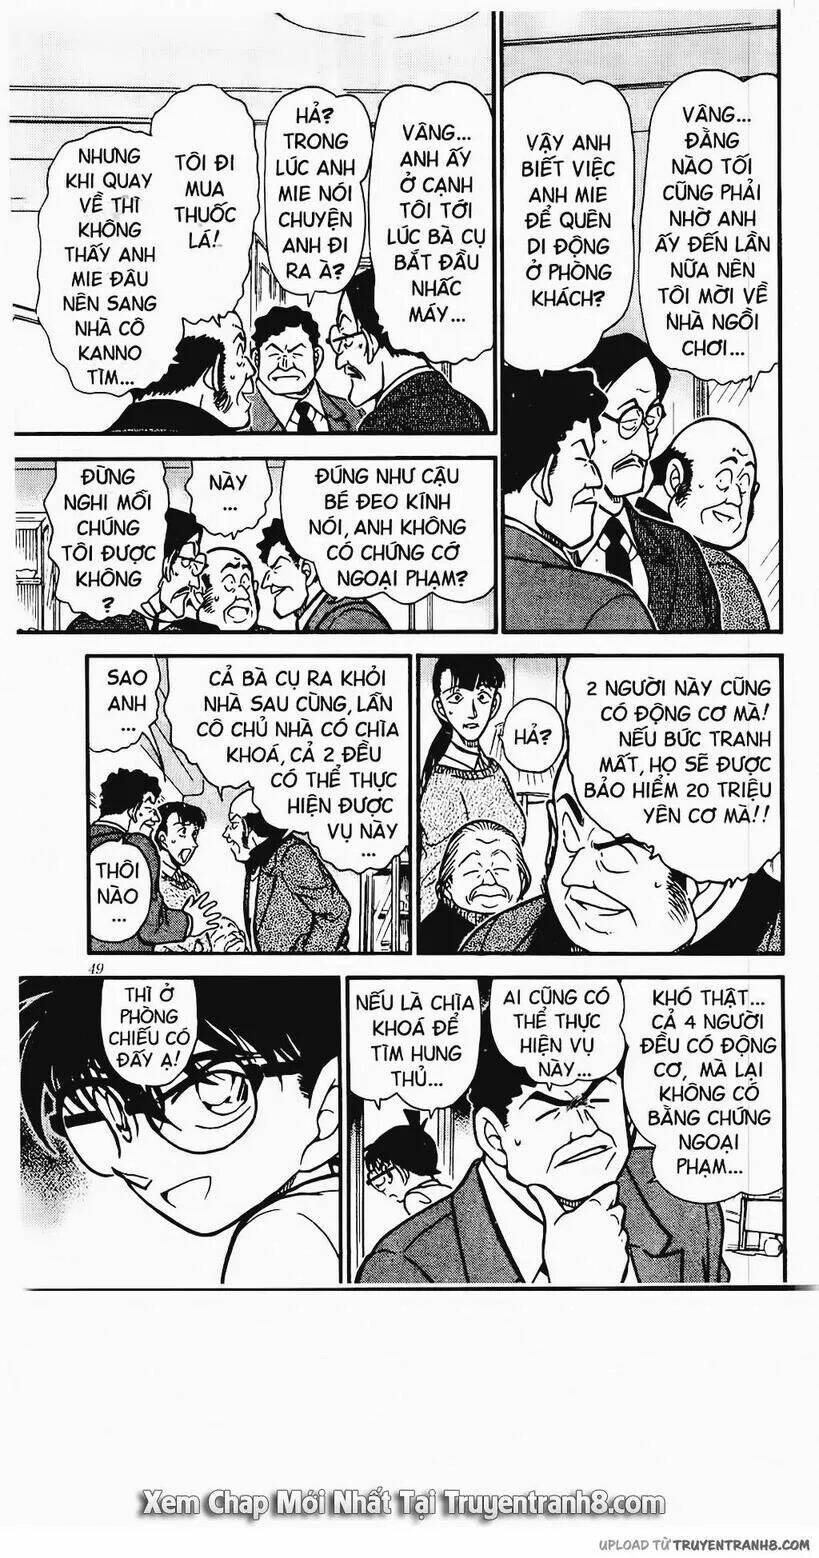 VÂNG...
ĐẰNG
NÀO TỐI
CŨNG PHẢI
NHỜ ANH
ẤY ĐẾN LẦN
NỮA NÊN
TÔI MỜI VỀ
NHÀ NGỒI
CHƠI...
VẬY ANH
BIẾT VIỆC
ANH MIE
ĐỂ QUÊN
DI ĐỘNG
Ở PHÒNG
KHÁCH?
VÂNG...
ANH ẤY
Ở CẠNH
TÔI TỚI
LÚC BÀ CỤ
BẮT ĐẦU
NHẤC
MÁY...
HẢ?
TRONG
LÚC ANH
MIE NÓI
CHUYỆN
ANH ĐI
RA À?
TÔI ĐI
MUA
THUỐC
LÁ!
NHƯNG
KHI QUAY
VỀ THÌ
KHÔNG
THẤY ANH
MIE ĐÂU
NÊN SANG
NHÀ CÔ
KANNO
TÌM...
ĐÚNG NHƯ CẬU
BÉ ĐEO KÍNH
NÓI, ANH KHÔNG
CÓ CHỨNG CỚ
NGOẠI PHẠM?
NÀY
...
ĐỪNG
NGHI MỖI
CHÚNG
TÔI ĐƯỢC
KHÔNG
?
2 NGƯỜI NÀY CŨNG
CÓ ĐỘNG CƠ MÀ!
NẾU BỨC TRANH
MẤT, HỌ SẼ ĐƯỢC
BẢO HIỂM 20 TRIỆU
YÊN CƠ MÀ!!
HẢ?
CẢ BÀ CỤ RA KHỎI
NHÀ SAU CÙNG, LẦN
CÔ CHỦ NHÀ CÓ CHÌA
KHOÁ, CẢ 2 ĐỀU
CÓ THỂ THỰC
HIỆN ĐƯỢC
VỤ NÀY
...
SAO
ANH
...
THÔI
NÀO
...
49
KHÓ THẬT...
CẢ 4 NGƯỜI
ĐỀU CÓ ĐỘNG
CƠ, MÀ LẠI
KHÔNG CÓ
BẰNG CHỨNG
NGOẠI
PHẠM...
AI CŨNG CÓ
THỂ THỰC
HIỆN VỤ
NÀY...
NẾU LÀ CHÌA
KHOÁ ĐỂ
TÌM HUNG
THỦ...
THÌ Ở
PHÒNG
CHIẾU CÓ
ĐẤY Ạ!
Xem Chap Mới Nhất Tại Truyentranh8.com
UPLOAD TỪ TRUYENTRANH8.COM